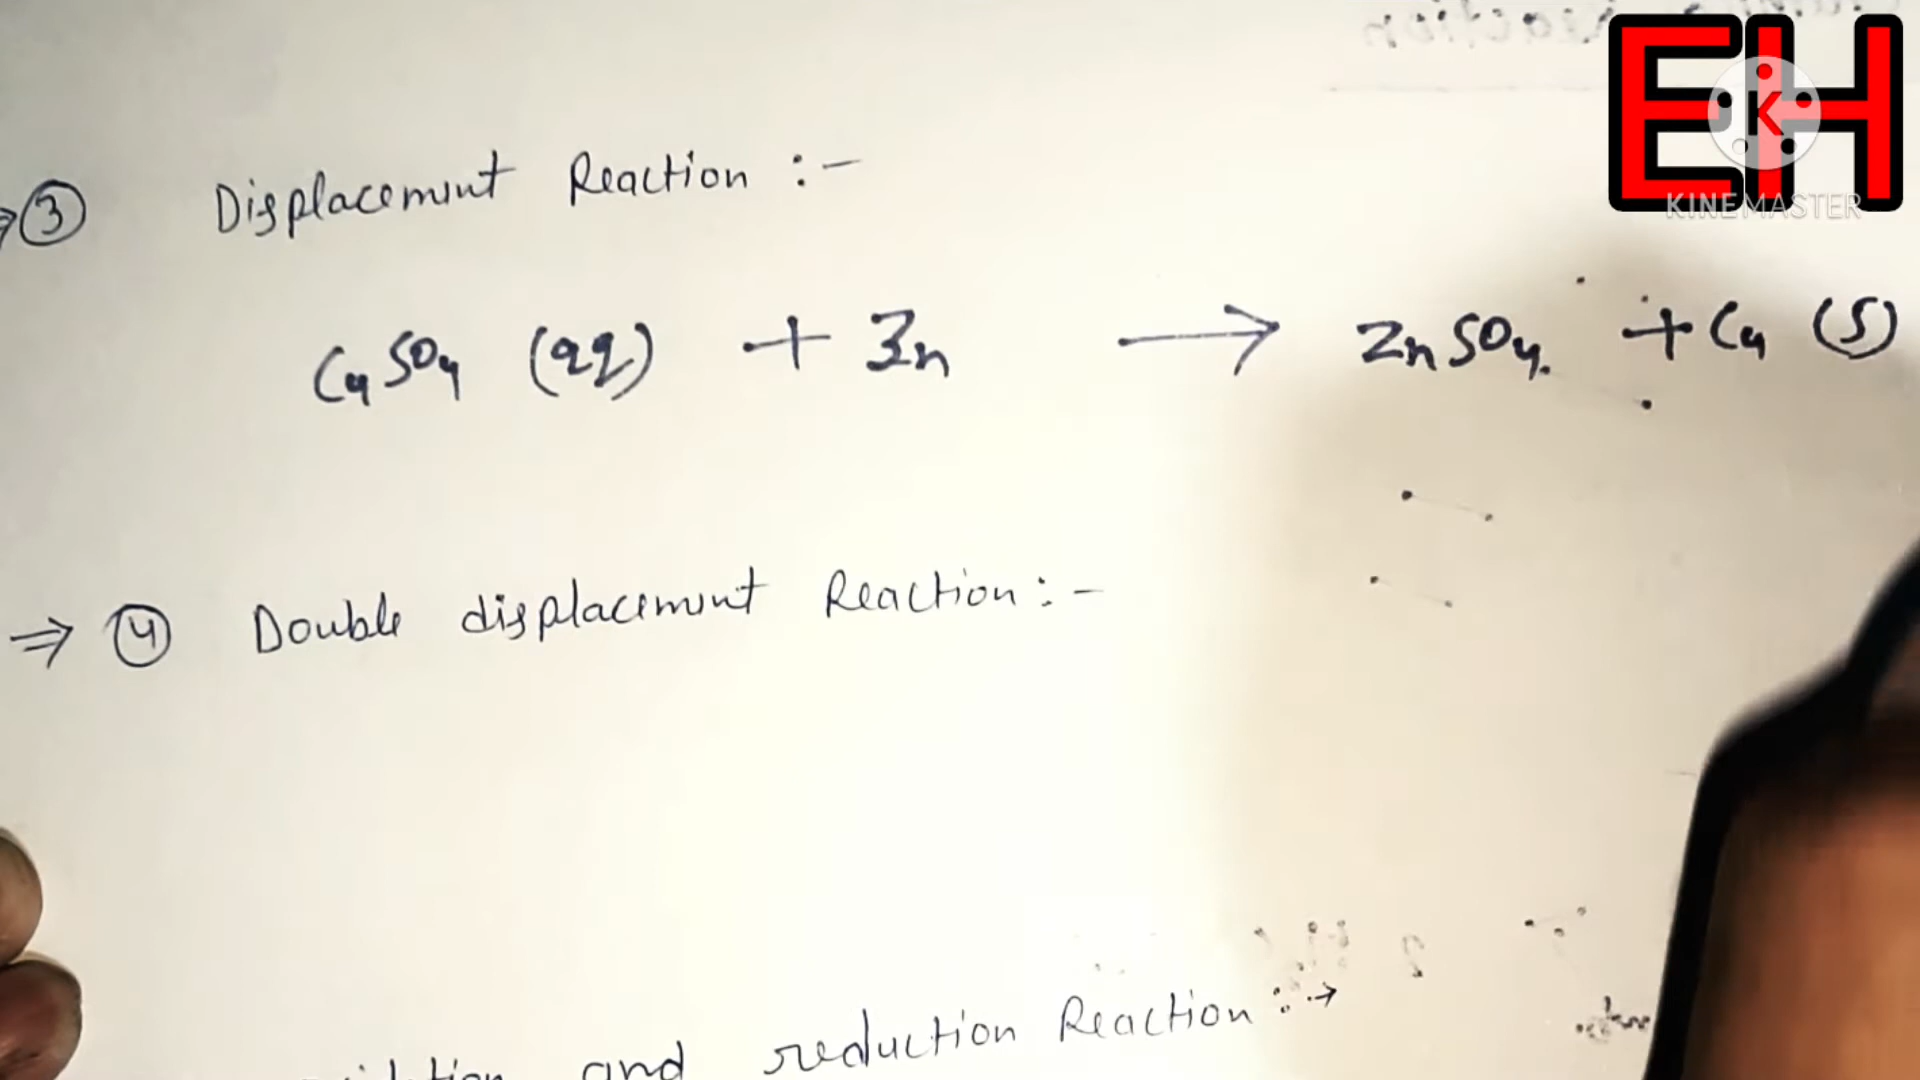 EH
K
KINEMASTER
③ Displacement Reaction :-
CuSO4 (aq) + Zn → ZnSO4 + Cu (s)
⇒ ④ Double displacement Reaction :-
and reduction Reaction :→